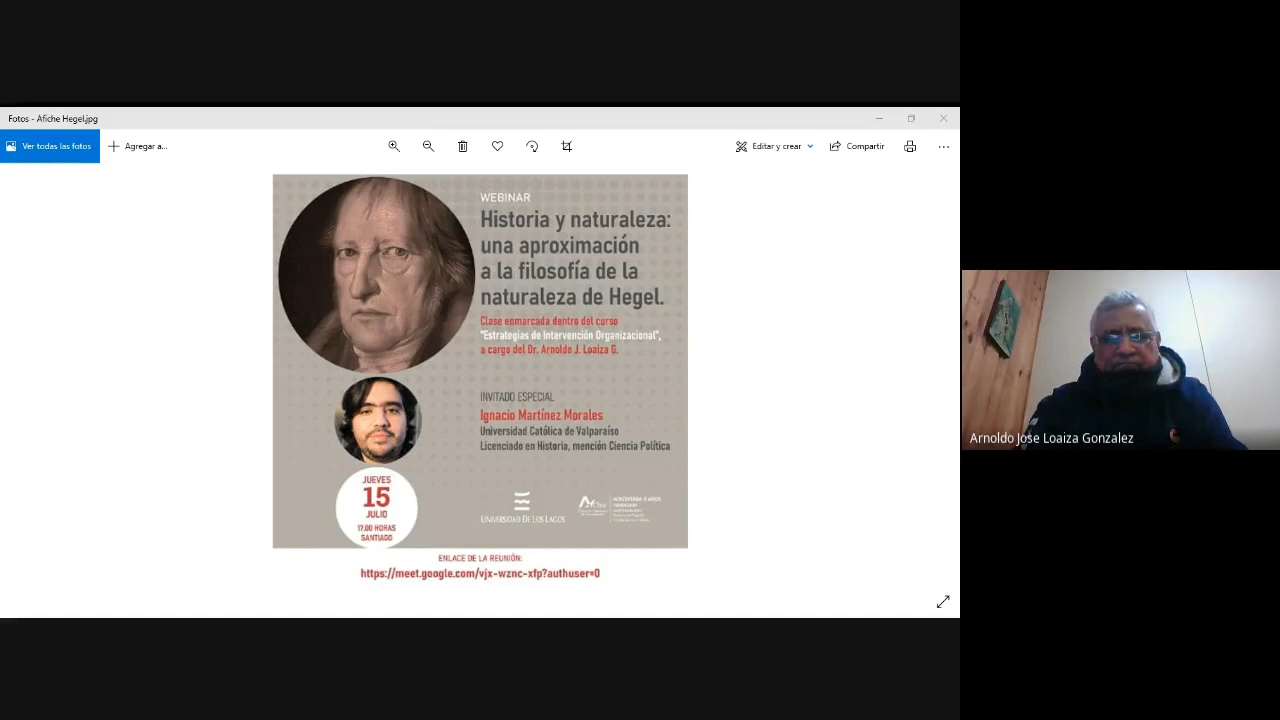 Fotos - Afiche Hegel.jpg
Ver todas las fotos
Agregar a...
Editar y crear
Compartir
WEBINAR
Historia y naturaleza:
una aproximación
a la filosofía de la
naturaleza de Hegel.
Clase enmarcada dentro del curso
"Estrategias de Intervención Organizacional",
a cargo del Dr. Arnoldo J. Loaiza G.
INVITADO ESPECIAL
Ignacio Martínez Morales
Universidad Católica de Valparaíso
Licenciado en Historia, mención Ciencia Política
JUEVES
15
JULIO
17.00 HORAS
SANTIAGO
UNIVERSIDAD DE LOS LAGOS
ENLACE DE LA REUNIÓN:
https://meet.google.com/vjx-wznc-xfp?authuser=0
Arnoldo Jose Loaiza Gonzalez